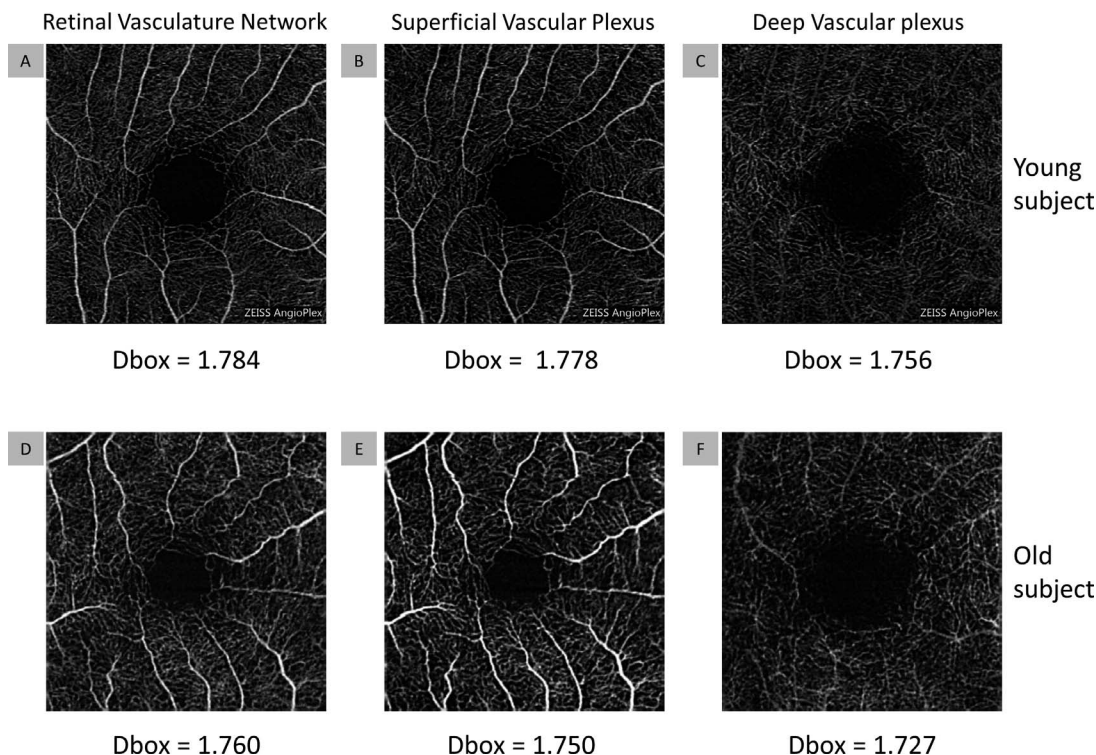 Retinal Vasculature Network
Superficial Vascular Plexus
Deep Vascular plexus
A
B
C
Young
subject
ZEISS AngioPlex
ZEISS AngioPlex
ZEISS AngioPlex
Dbox = 1.784
Dbox =  1.778
Dbox = 1.756
D
E
F
Old
subject
Dbox = 1.760
Dbox = 1.750
Dbox = 1.727